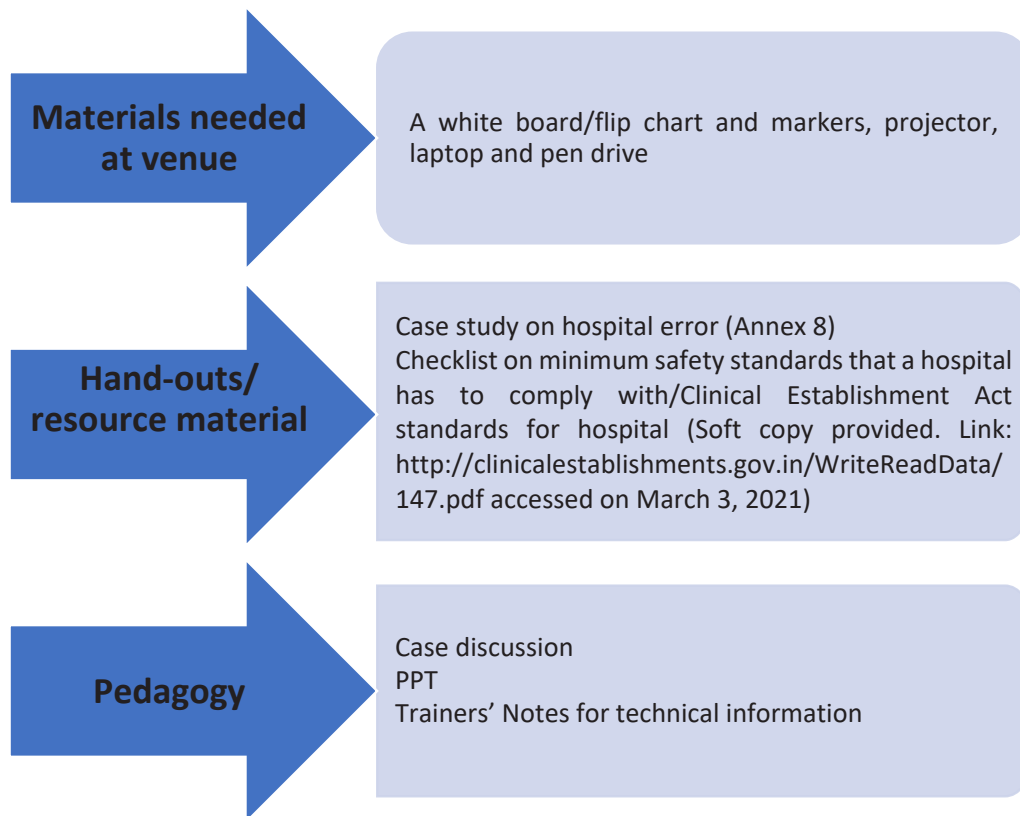 Materials needed
at venue
A white board/flip chart and markers, projector,
laptop and pen drive
Hand-outs/
resource material
Case study on hospital error (Annex 8)
Checklist on minimum safety standards that a hospital
has to comply with/Clinical Establishment Act
standards for hospital (Soft copy provided. Link:
http://clinicalestablishments.gov.in/WriteReadData/
147.pdf accessed on March 3, 2021)
Pedagogy
Case discussion
PPT
Trainers’ Notes for technical information